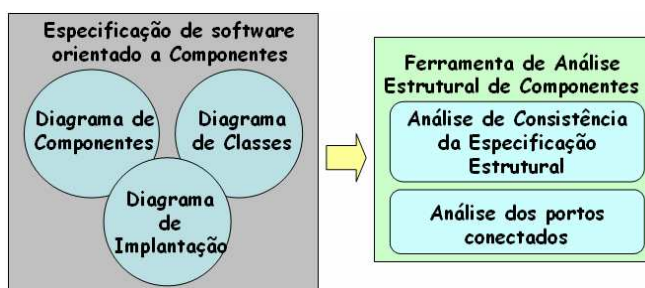 Especificação de software
orientado a Componentes
Diagrama de
Componentes
Diagrama
de Classes
Diagrama
de
Implantação
Ferramenta de Análise
Estrutural de Componentes
Análise de Consistência
da Especificação
Estrutural
Análise dos portos
conectados